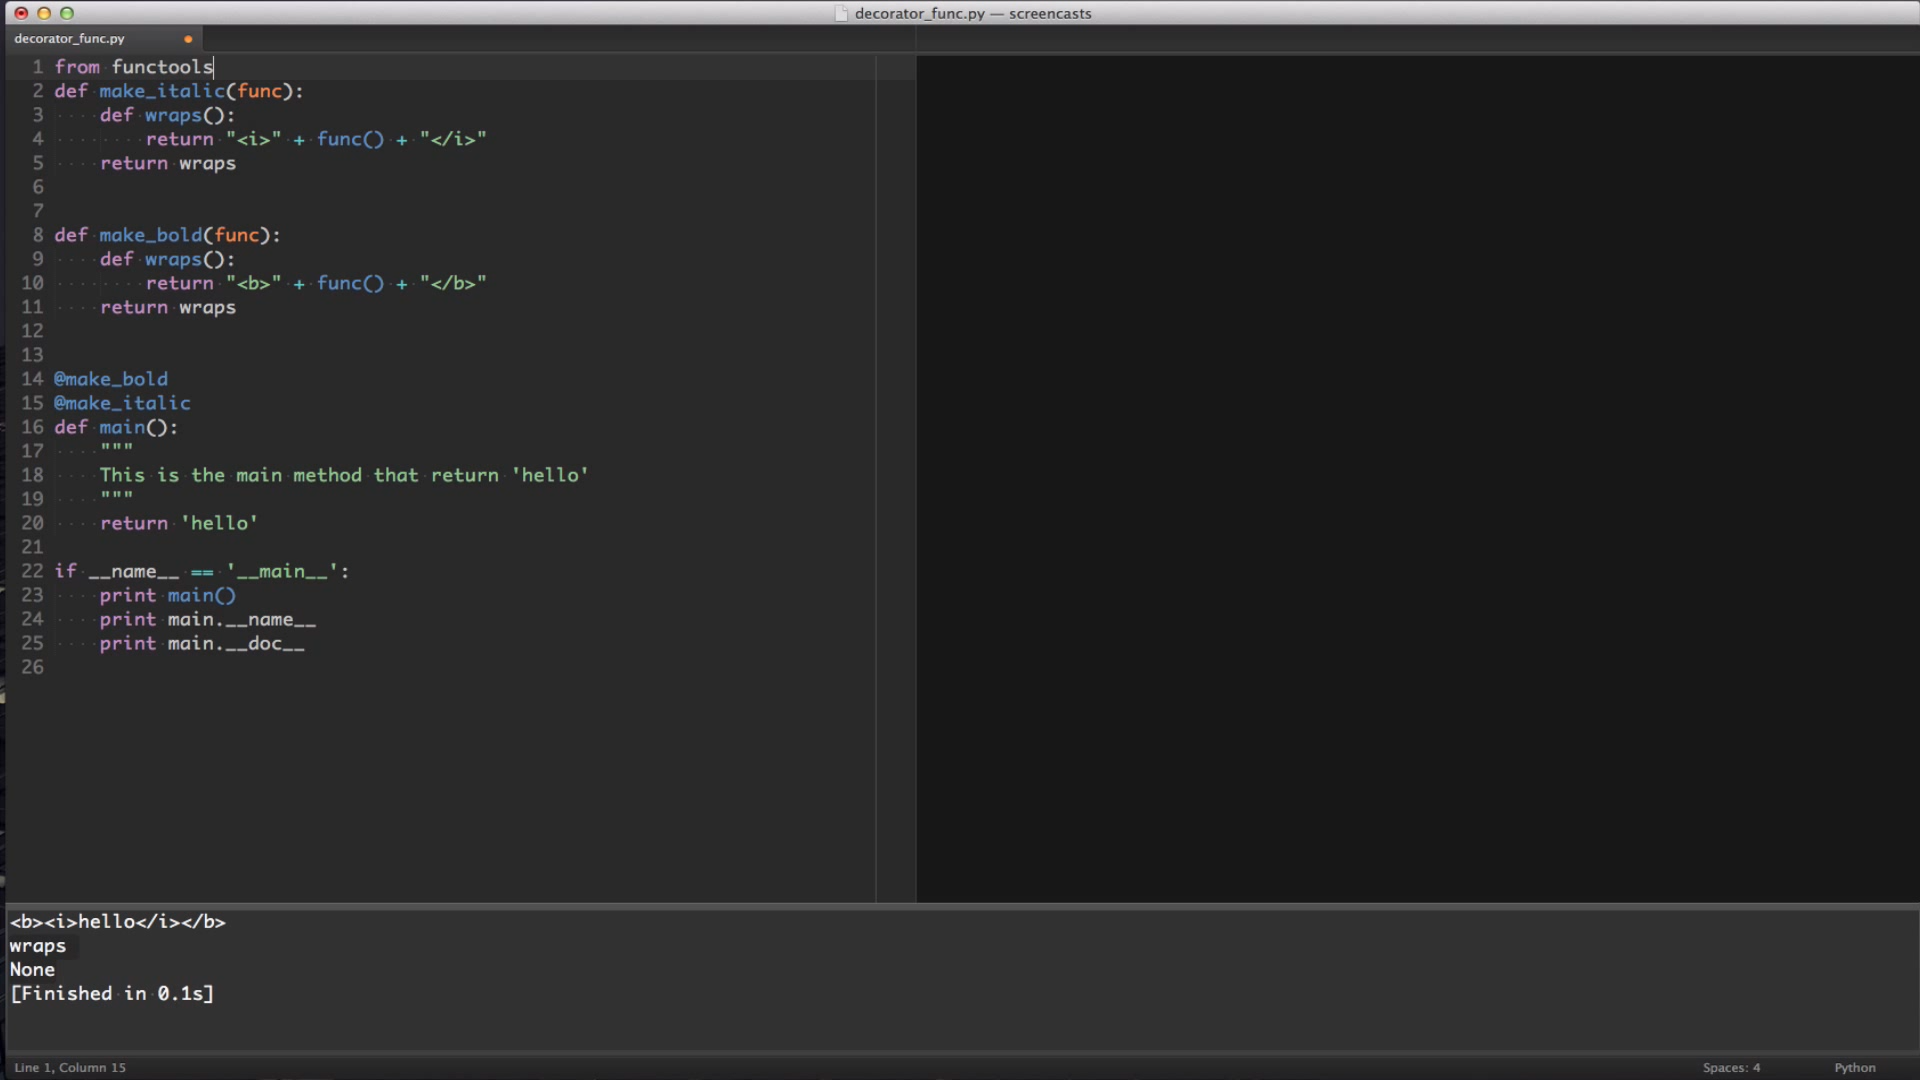 decorator_func.py — screencasts
decorator_func.py
1 from functools
2 def make_italic(func):
3     def wraps():
4         return "<i>" + func() + "</i>"
5     return wraps
6
7
8 def make_bold(func):
9     def wraps():
10         return "<b>" + func() + "</b>"
11     return wraps
12
13
14 @make_bold
15 @make_italic
16 def main():
17     """
18     This is the main method that return 'hello'
19     """
20     return 'hello'
21
22 if __name__ == '__main__':
23     print main()
24     print main.__name__
25     print main.__doc__
26
<b><i>hello</i></b>
wraps
None
[Finished in 0.1s]
Line 1, Column 15
Spaces: 4
Python